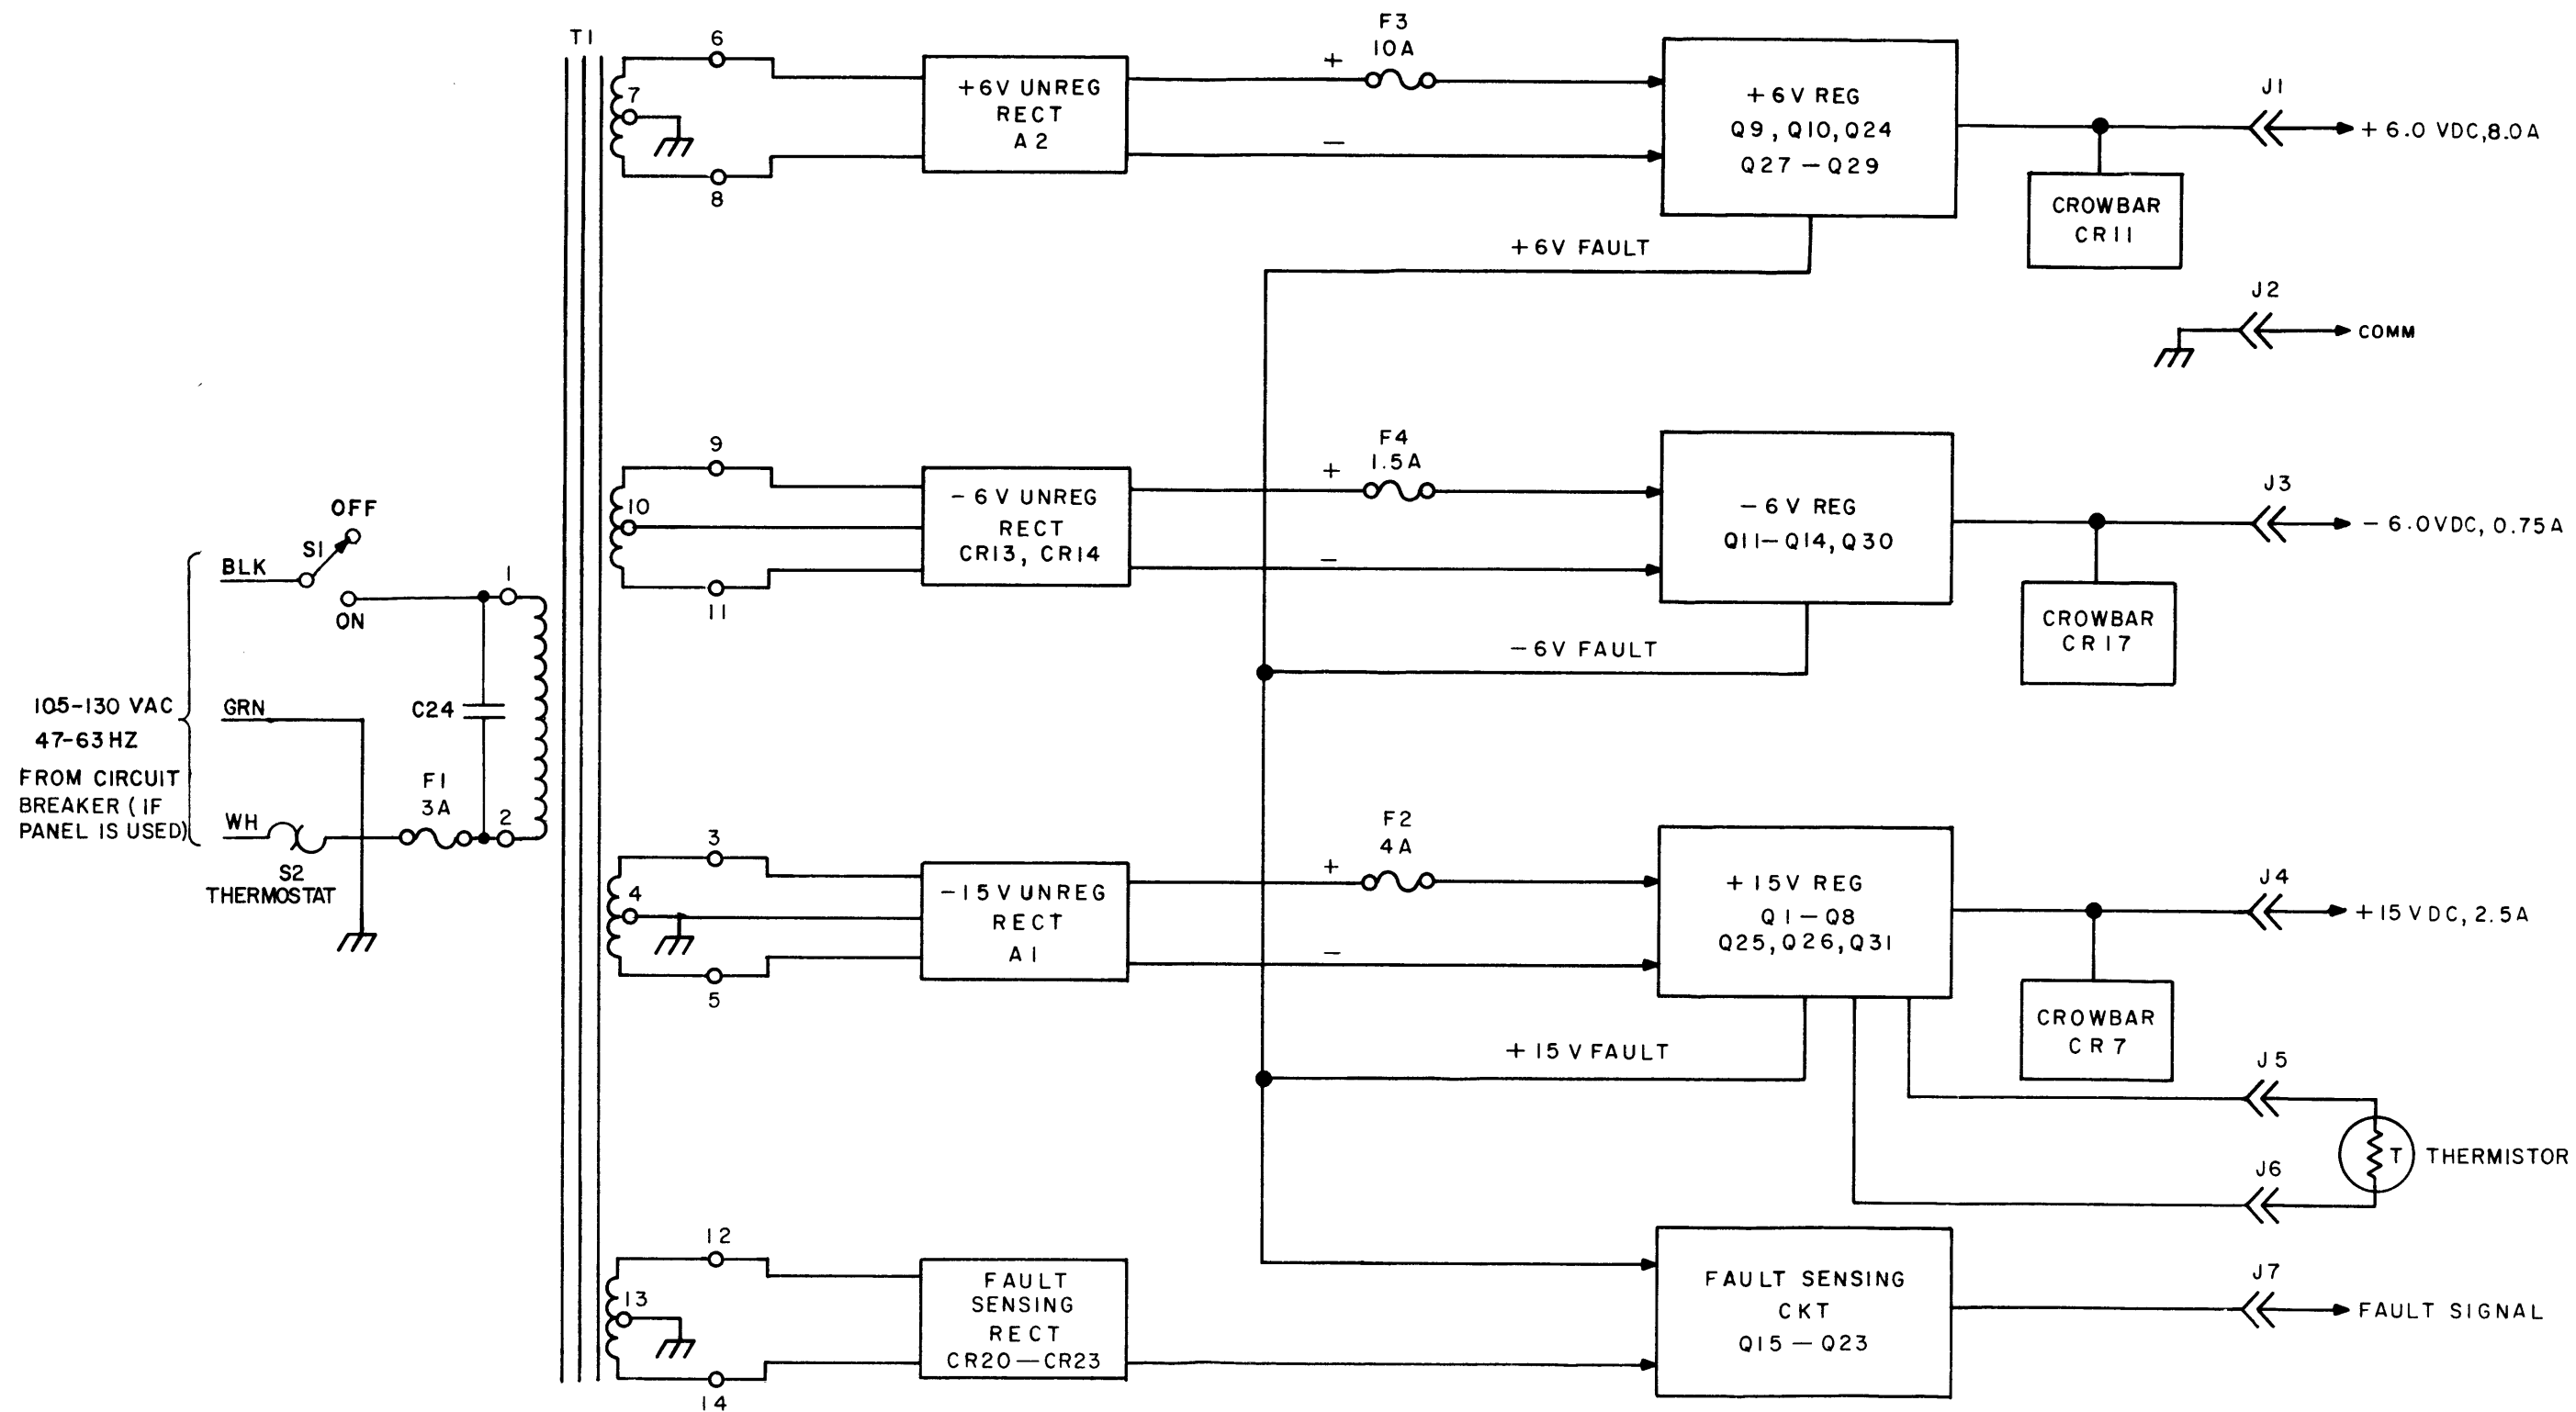 T1
6
7
8
+6V UNREG
RECT
A2
+
−
F3
10A
+6V REG
Q9, Q10, Q24
Q27 — Q29
J1
+6.0 VDC, 8.0A
CROWBAR
CR11
+6V FAULT
J2
COMM
9
10
11
−6V UNREG
RECT
CR13, CR14
+
−
F4
1.5A
−6V REG
Q11—Q14, Q30
J3
−6.0VDC, 0.75A
CROWBAR
CR17
−6V FAULT
OFF
S1
BLK
ON
1
105-130 VAC
47-63HZ
FROM CIRCUIT
BREAKER (IF
PANEL IS USED)
GRN
C24
F1
3A
WH
2
S2
THERMOSTAT
3
4
5
−15V UNREG
RECT
A1
+
−
F2
4A
+15V REG
Q1—Q8
Q25, Q26, Q31
J4
+15VDC, 2.5A
CROWBAR
CR7
+15V FAULT
J5
T
THERMISTOR
J6
12
13
14
FAULT
SENSING
RECT
CR20—CR23
FAULT SENSING
CKT
Q15—Q23
J7
FAULT SIGNAL